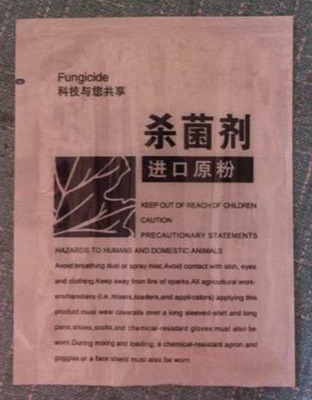 Fungicide
科技与您共享
杀菌剂
进口原粉
KEEP OUT OF REACH OF CHILDREN
CAUTION
PRECAUTIONARY STATEMENTS
HAZARDS TO HUMANS AND DOMESTIC ANIMALS
Avoid breathing dust or spray mist.Avoid contact with skin, eyes
and clothing.Keep away from fire of sparks.All agricultural work-
ers/handlers (i.e.mixers,loaders,and applicators) applying this
product must wear coveralls over a long sleeved-shirt and long
pans,shoes,socks,and chemical-resistant gloves must also be
worn.During mixing and loading, a chemical-resistant apron and
goggles or a face shield must also be worn.